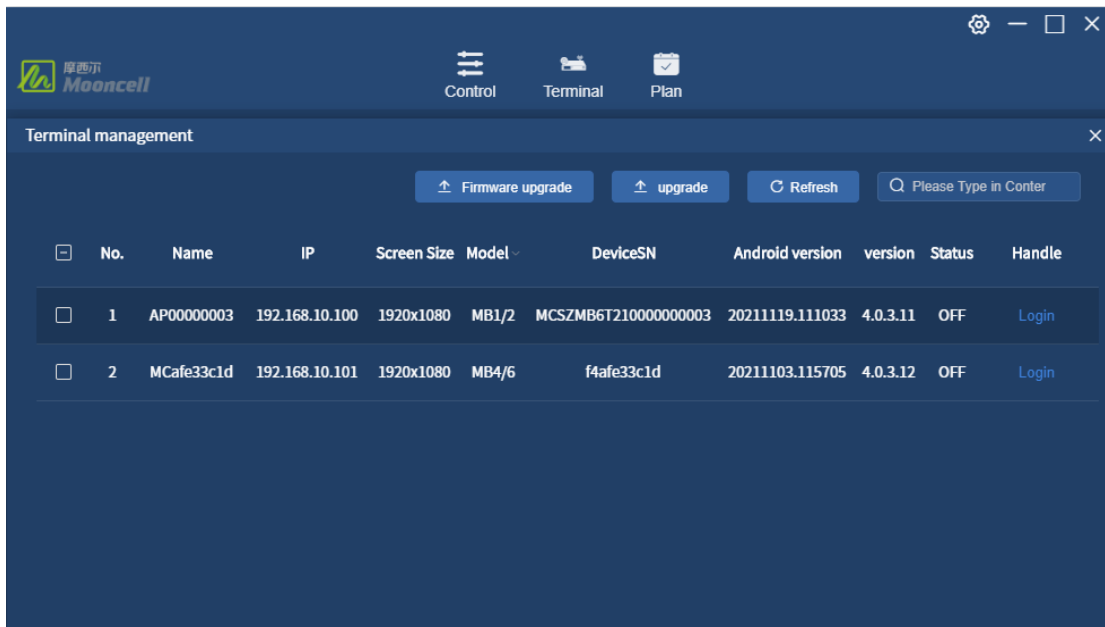 摩西尔
Mooncell
Control Terminal Plan
Terminal management
Firmware upgrade upgrade Refresh Please Type in Conter
No. Name IP Screen Size Model DeviceSN Android version version Status Handle
1 AP00000003 192.168.10.100 1920x1080 MB1/2 MCSZMB6T210000000003 20211119.111033 4.0.3.11 OFF Login
2 MCafe33c1d 192.168.10.101 1920x1080 MB4/6 f4afe33c1d 20211103.115705 4.0.3.12 OFF Login